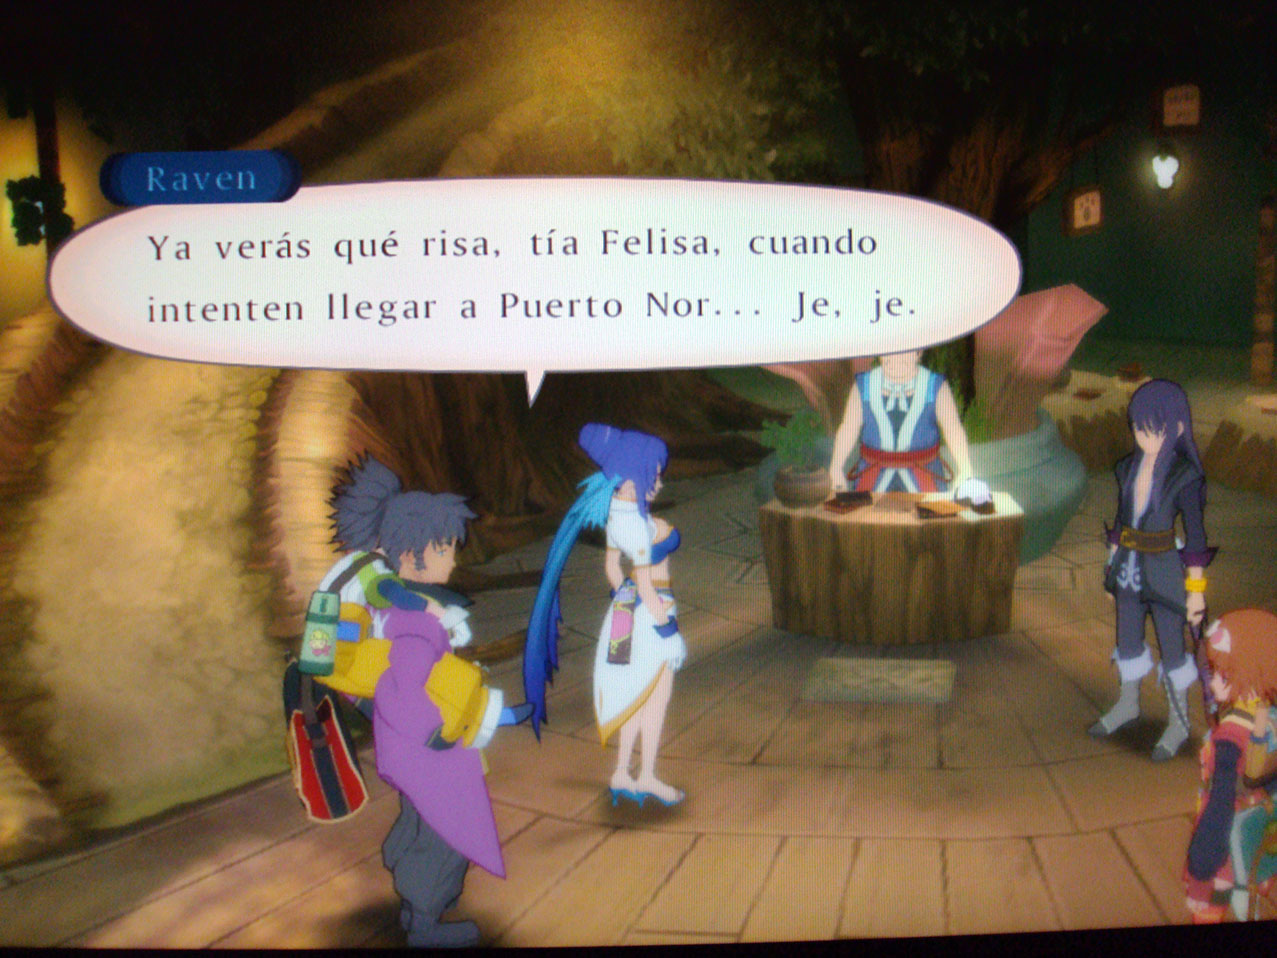 Raven
Ya verás qué risa, tía Felisa, cuando
intenten llegar a Puerto Nor... Je, je.